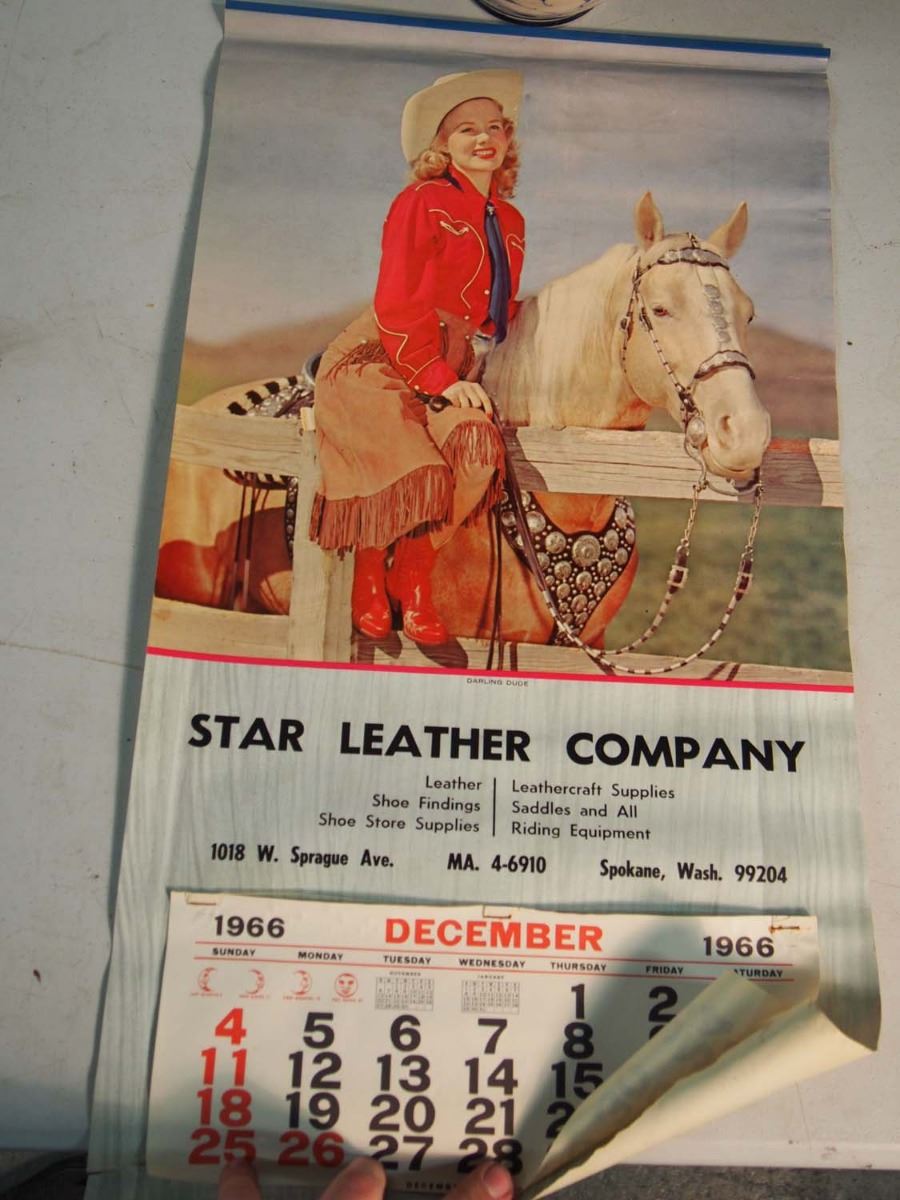 DARLING DUDE
STAR LEATHER COMPANY
Leather
Shoe Findings
Shoe Store Supplies
Leathercraft Supplies
Saddles and All
Riding Equipment
1018 W. Sprague Ave. MA. 4-6910 Spokane, Wash. 99204
1966 DECEMBER 1966
SUNDAY MONDAY TUESDAY WEDNESDAY THURSDAY FRIDAY
NOVEMBER JANUARY
1 2
4 5 6 7 8
11 12 13 14 15
18 19 20 21
25 26 27 28